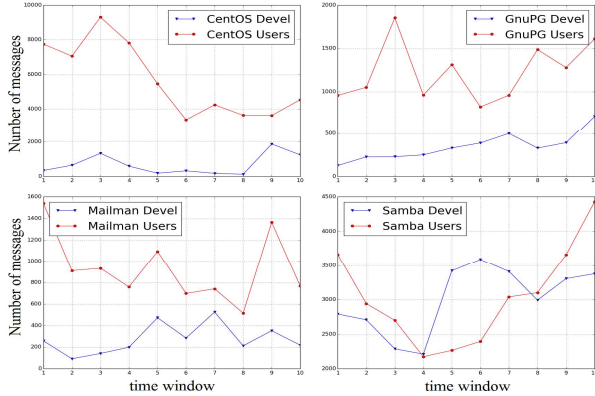 Number of messages
10000
8000
6000
4000
2000
0
1 2 3 4 5 6 7 8 9 10
CentOS Devel
CentOS Users
2000
1500
1000
500
0
1 2 3 4 5 6 7 8 9 10
GnuPG Devel
GnuPG Users
Number of messages
1600
1400
1200
1000
800
600
400
200
0
1 2 3 4 5 6 7 8 9 10
Mailman Devel
Mailman Users
time window
4500
4000
3500
3000
2500
2000
1 2 3 4 5 6 7 8 9 10
Samba Devel
Samba Users
time window